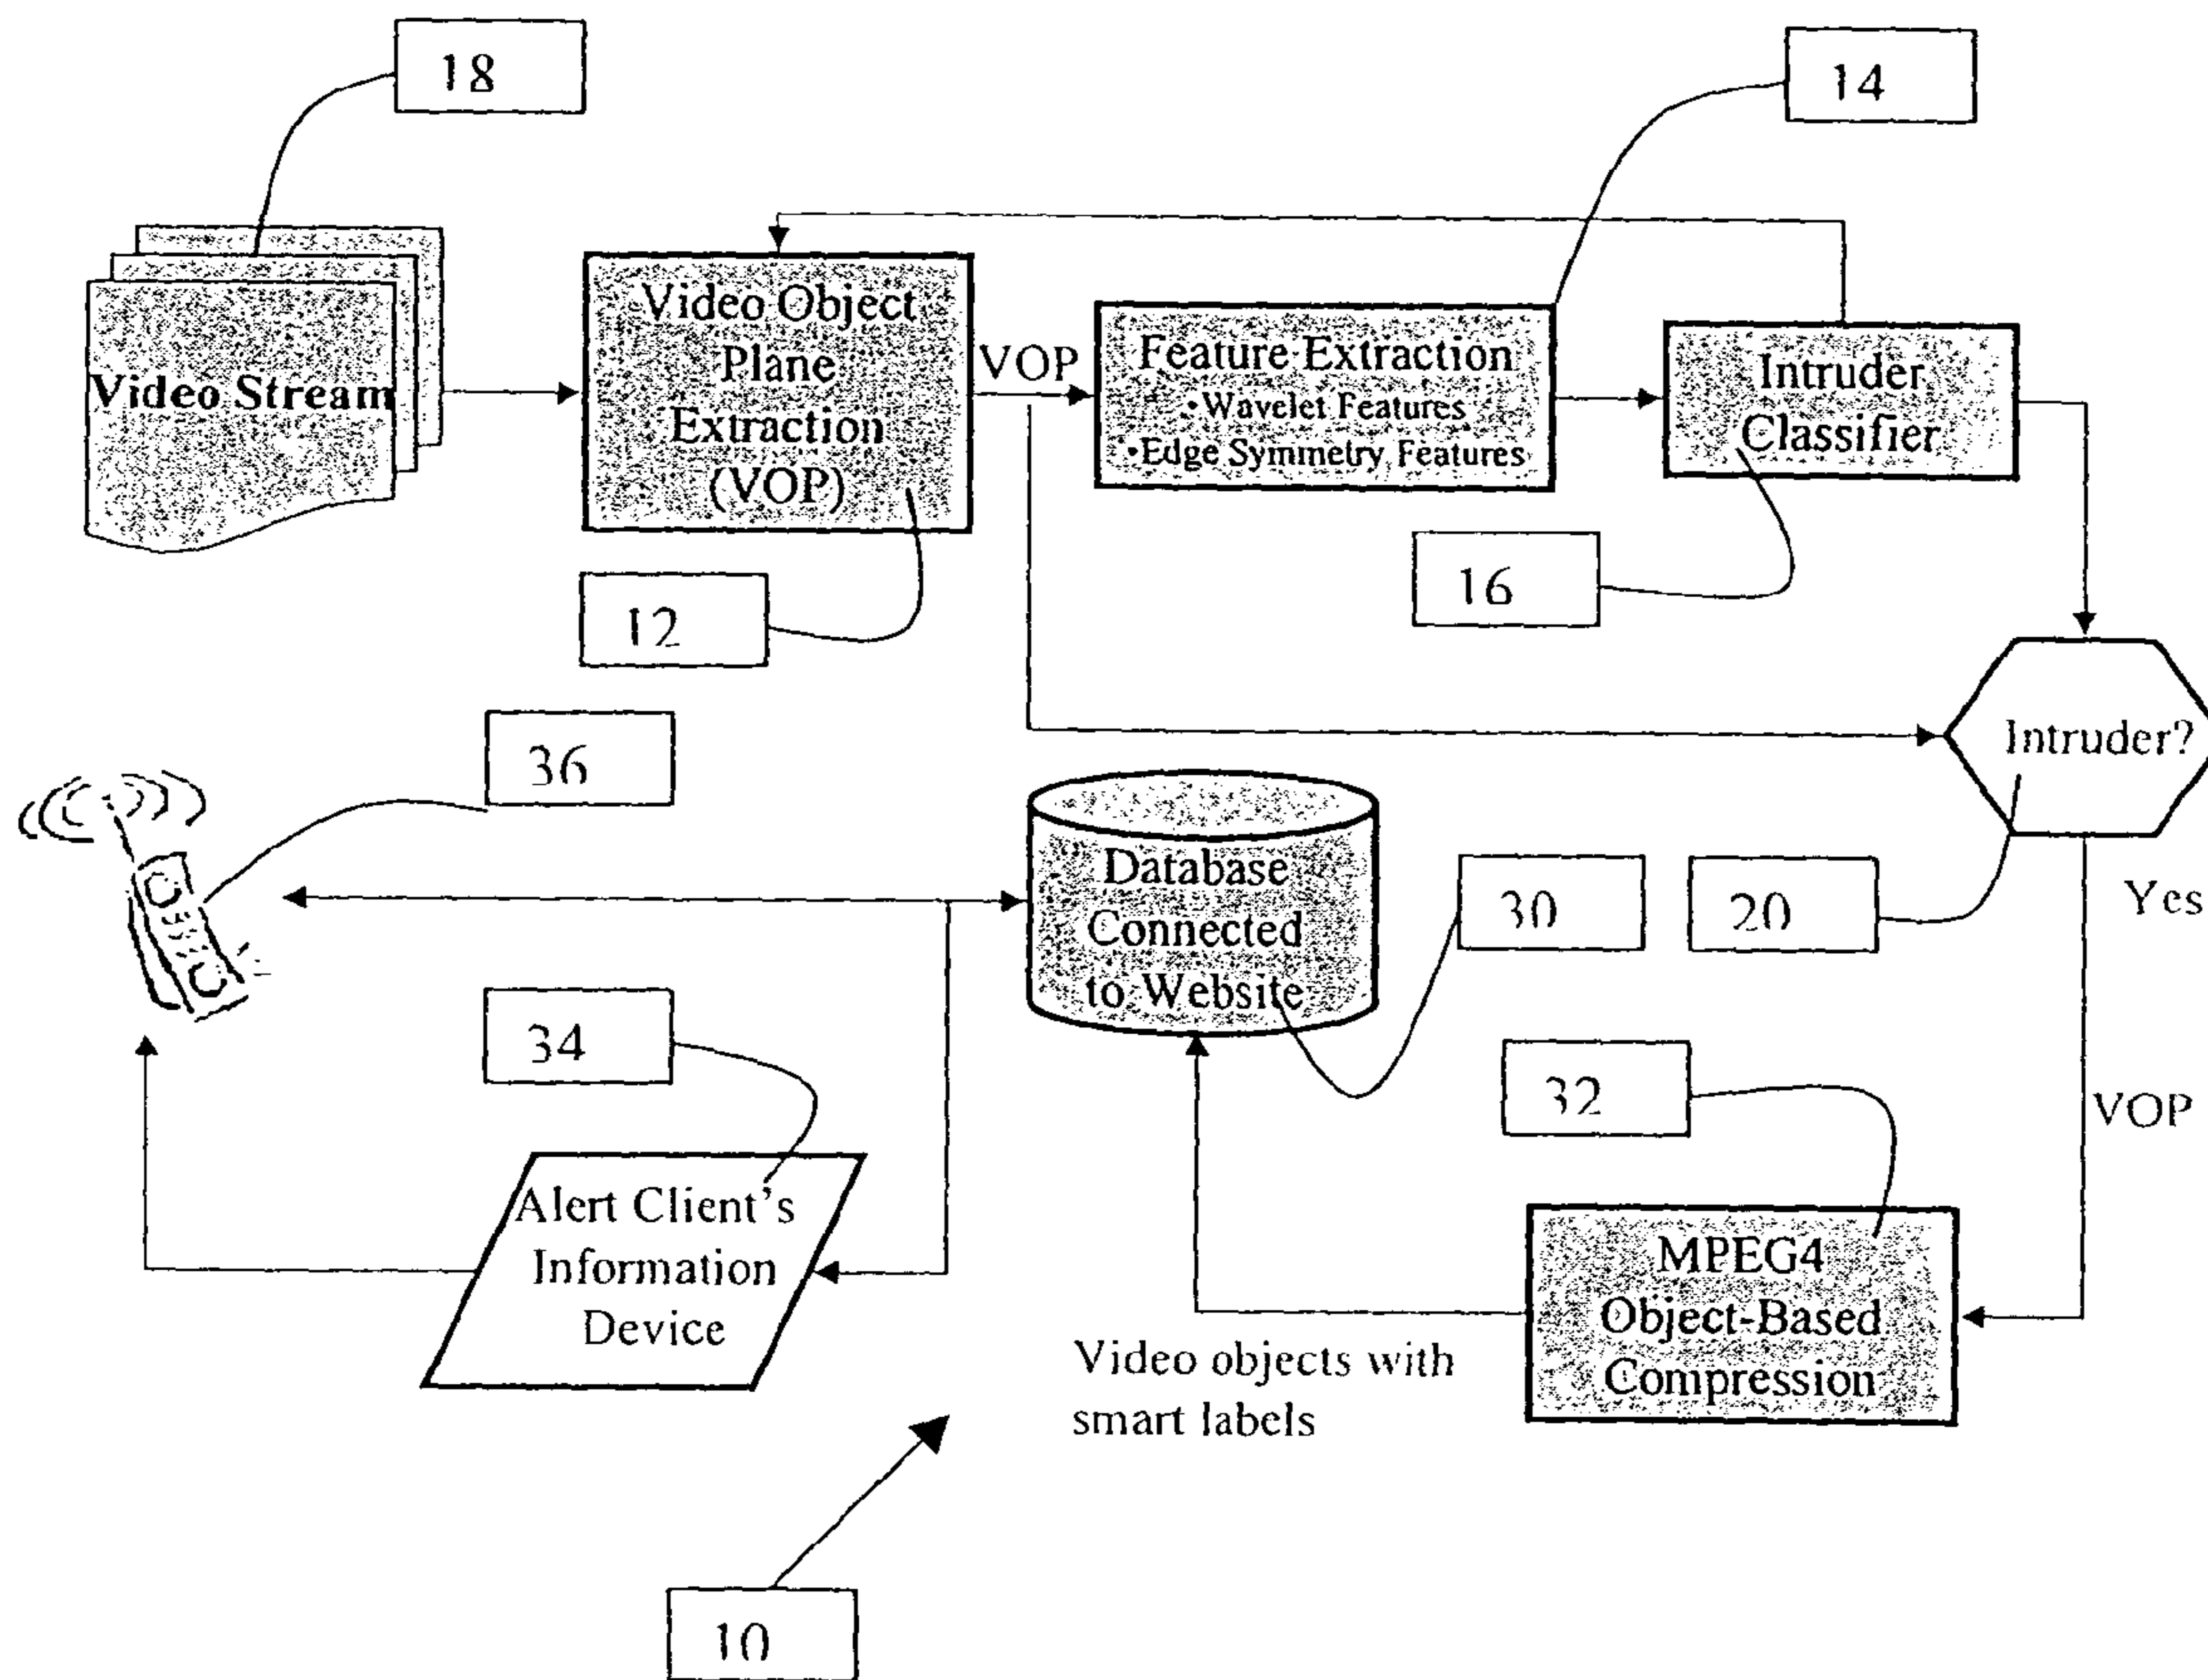 18
14
Video Stream
Video Object
Plane
Extraction
(VOP)
VOP
Feature Extraction
•Wavelet Features
•Edge Symmetry Features
Intruder
Classifier
12
16
36
Intruder?
Database
Connected
to Website
30
20
Yes
34
32
VOP
Alert Client's
Information
Device
MPEG4
Object-Based
Compression
Video objects with
smart labels
10